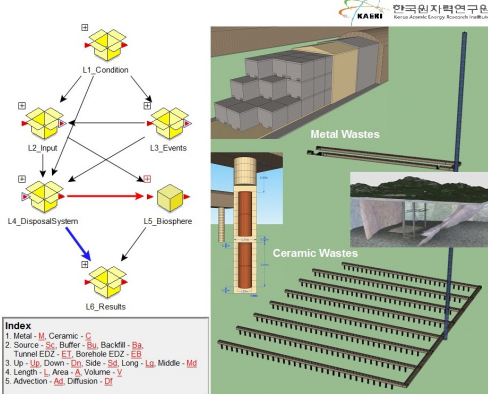 한국원자력연구원
KAERI
Korea Atomic Energy Research Institute
L1_Condition
L2_Input
L3_Events
L4_DisposalSystem
L5_Biosphere
L6_Results
Metal Wastes
Ceramic Wastes
Index
1. Metal - M, Ceramic - C
2. Source - Sc, Buffer - Bu, Backfill - Ba,
Tunnel EDZ - ET, Borehole EDZ - EB
3. Up - Up, Down - Dn, Side - Sd, Long - Lg, Middle - Md
4. Length - L, Area - A, Volume - V
5. Advection - Ad, Diffusion - Df